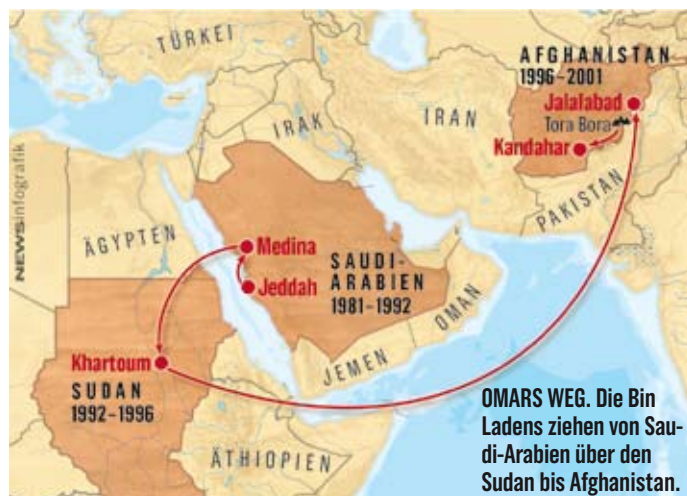 TÜRKEI
AFGHANISTAN
1996–2001
Jalalabad
Tora Bora
Kandahar
IRAK
IRAN
PAKISTAN
NEWSinfografik
ÄGYPTEN
Medina
SAUDI-
ARABIEN
1981–1992
Jeddah
OMAN
JEMEN
Khartoum
SUDAN
1992–1996
ÄTHIOPIEN
OMARS WEG. Die Bin
Ladens ziehen von Sau-
di-Arabien über den
Sudan bis Afghanistan.